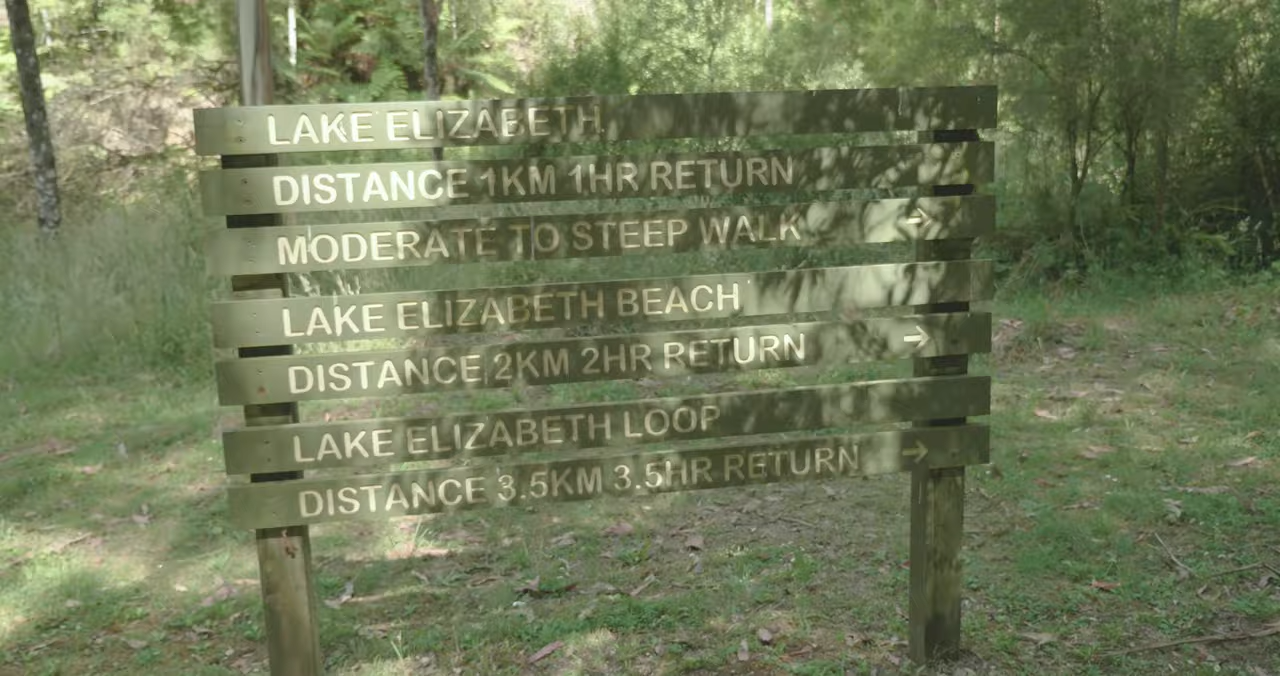 LAKE ELIZABETH
DISTANCE 1KM 1HR RETURN
MODERATE TO STEEP WALK →
LAKE ELIZABETH BEACH
DISTANCE 2KM 2HR RETURN →
LAKE ELIZABETH LOOP
DISTANCE 3.5KM 3.5HR RETURN →